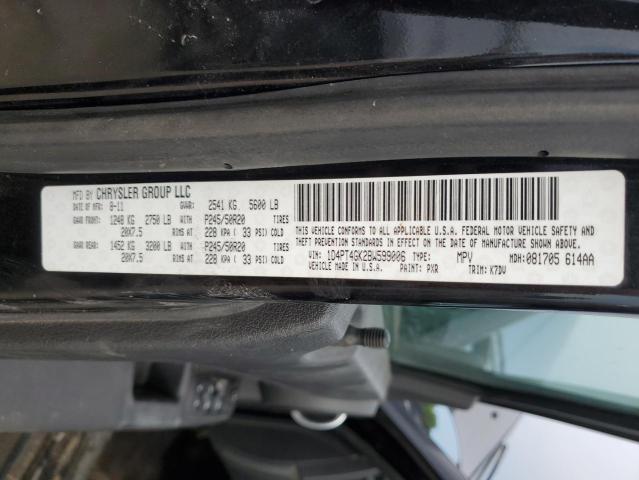 MFD BY CHRYSLER GROUP LLC
DATE OF MFR: 8-11 GVWR: 2541 KG. 5600 LB
GAWR FRONT: 1248 KG 2750 LB WITH P245/50R20 TIRES
20X7.5 RIMS AT 228 KPA ( 33 PSI) COLD
GAWR REAR: 1452 KG 3200 LB WITH P245/50R20 TIRES
20X7.5 RIMS AT 228 KPA ( 33 PSI) COLD
THIS VEHICLE CONFORMS TO ALL APPLICABLE U.S.A. FEDERAL MOTOR VEHICLE SAFETY AND
THEFT PREVENTION STANDARDS IN EFFECT ON THE DATE OF MANUFACTURE SHOWN ABOVE.
VIN: 1D4PT4GK2BW599006 TYPE: MPV MDH: 081705 614AA
VEHICLE MADE IN U.S.A. PAINT: PXR TRIM: K7DV